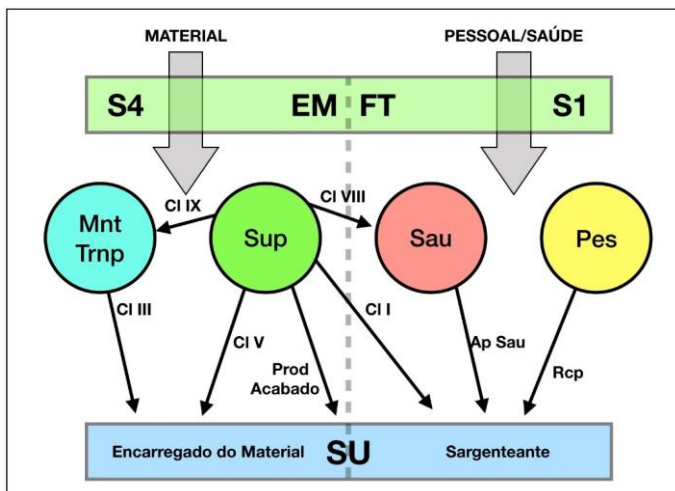 MATERIAL
PESSOAL/SAÚDE
S4
EM
FT
S1
Cl IX
Cl VIII
Mnt
Trnp
Sup
Sau
Pes
Cl III
Cl V
Prod
Acabado
Cl I
Ap Sau
Rcp
Encarregado do Material
SU
Sargenteante